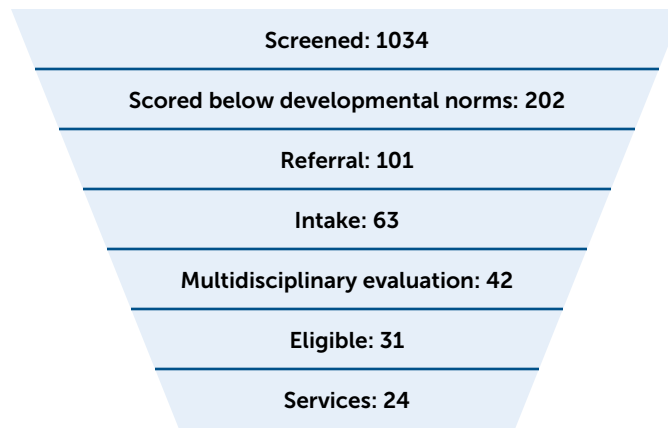 Screened: 1034
Scored below developmental norms: 202
Referral: 101
Intake: 63
Multidisciplinary evaluation: 42
Eligible: 31
Services: 24